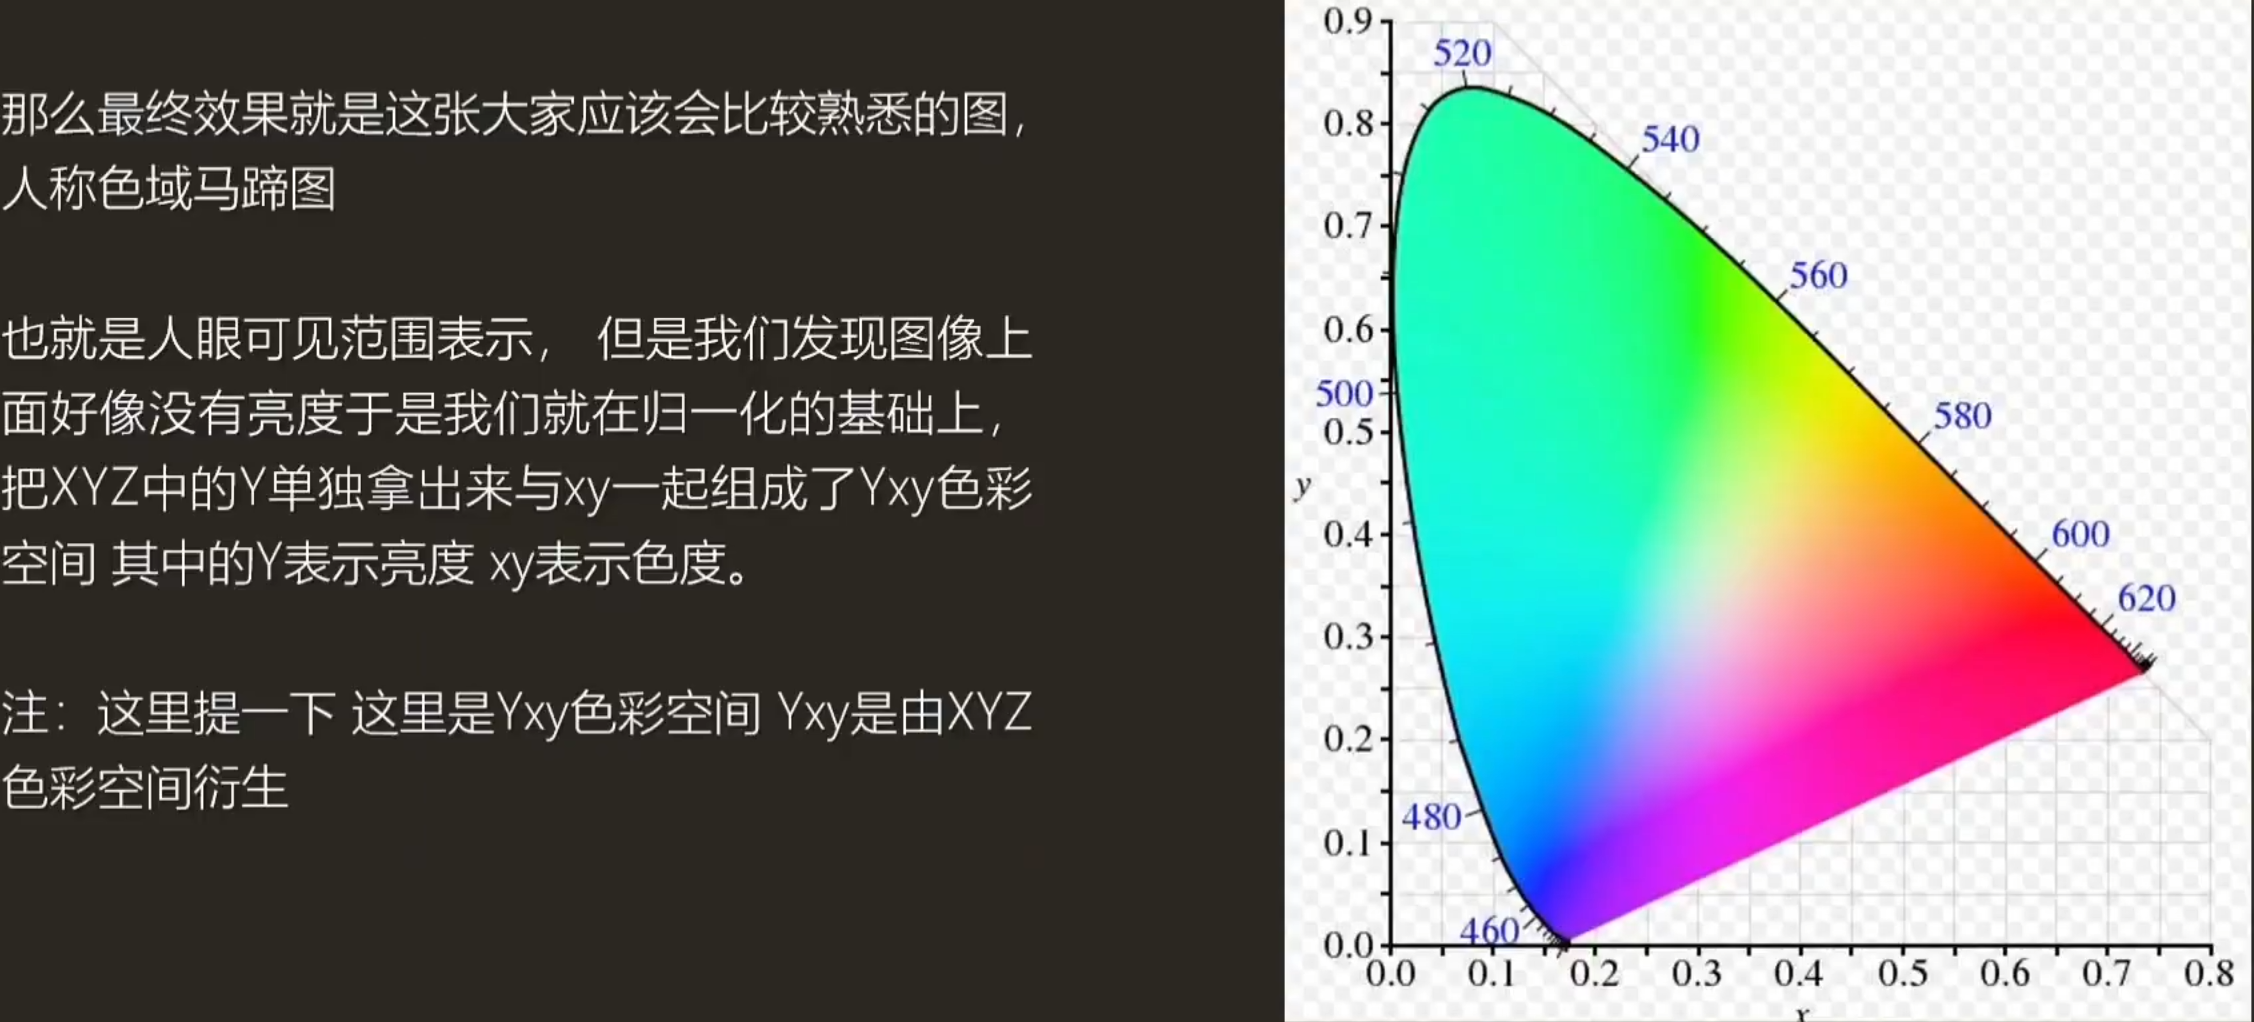 那么最终效果就是这张大家应该会比较熟悉的图，
人称色域马蹄图
也就是人眼可见范围表示， 但是我们发现图像上
面好像没有亮度于是我们就在归一化的基础上，
把XYZ中的Y单独拿出来与xy一起组成了Yxy色彩
空间 其中的Y表示亮度 xy表示色度。
注：这里提一下 这里是Yxy色彩空间 Yxy是由XYZ
色彩空间衍生
0.9
520
0.8
540
0.7
560
0.6
500
580
0.5
y
0.4
600
620
0.3
0.2
480
0.1
460
0.0
0.0 0.1 0.2 0.3 0.4 0.5 0.6 0.7 0.8
x